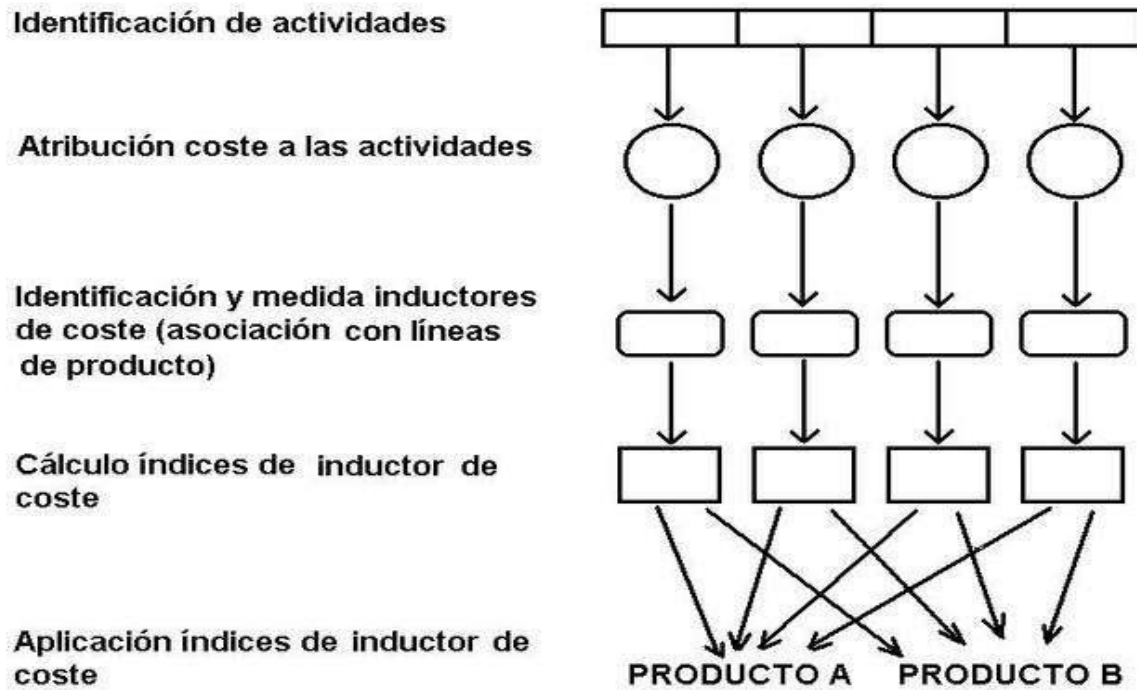 Identificación de actividades
Atribución coste a las actividades
Identificación y medida inductores
de coste (asociación con líneas
de producto)
Cálculo índices de inductor de
coste
Aplicación índices de inductor de
coste
PRODUCTO A PRODUCTO B